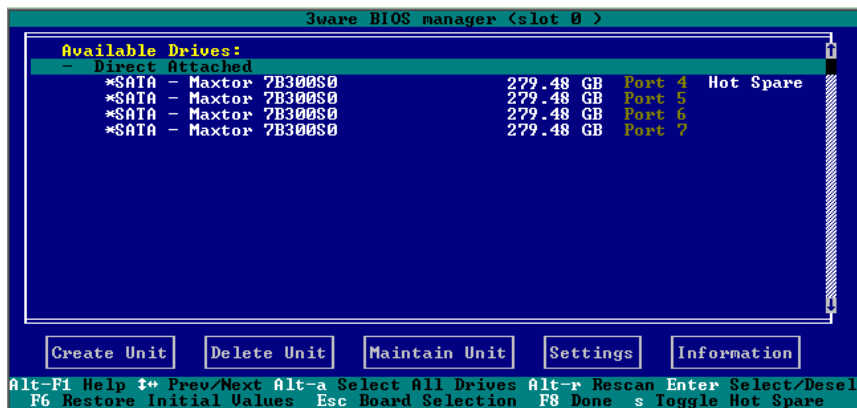 3ware BIOS manager (slot 0 )
Available Drives:
- Direct Attached
*SATA - Maxtor 7B300S0 279.48 GB Port 4 Hot Spare
*SATA - Maxtor 7B300S0 279.48 GB Port 5
*SATA - Maxtor 7B300S0 279.48 GB Port 6
*SATA - Maxtor 7B300S0 279.48 GB Port 7
Create Unit Delete Unit Maintain Unit Settings Information
Alt-F1 Help ↕↔ Prev/Next Alt-a Select All Drives Alt-r Rescan Enter Select/Desel
F6 Restore Initial Values Esc Board Selection F8 Done s Toggle Hot Spare